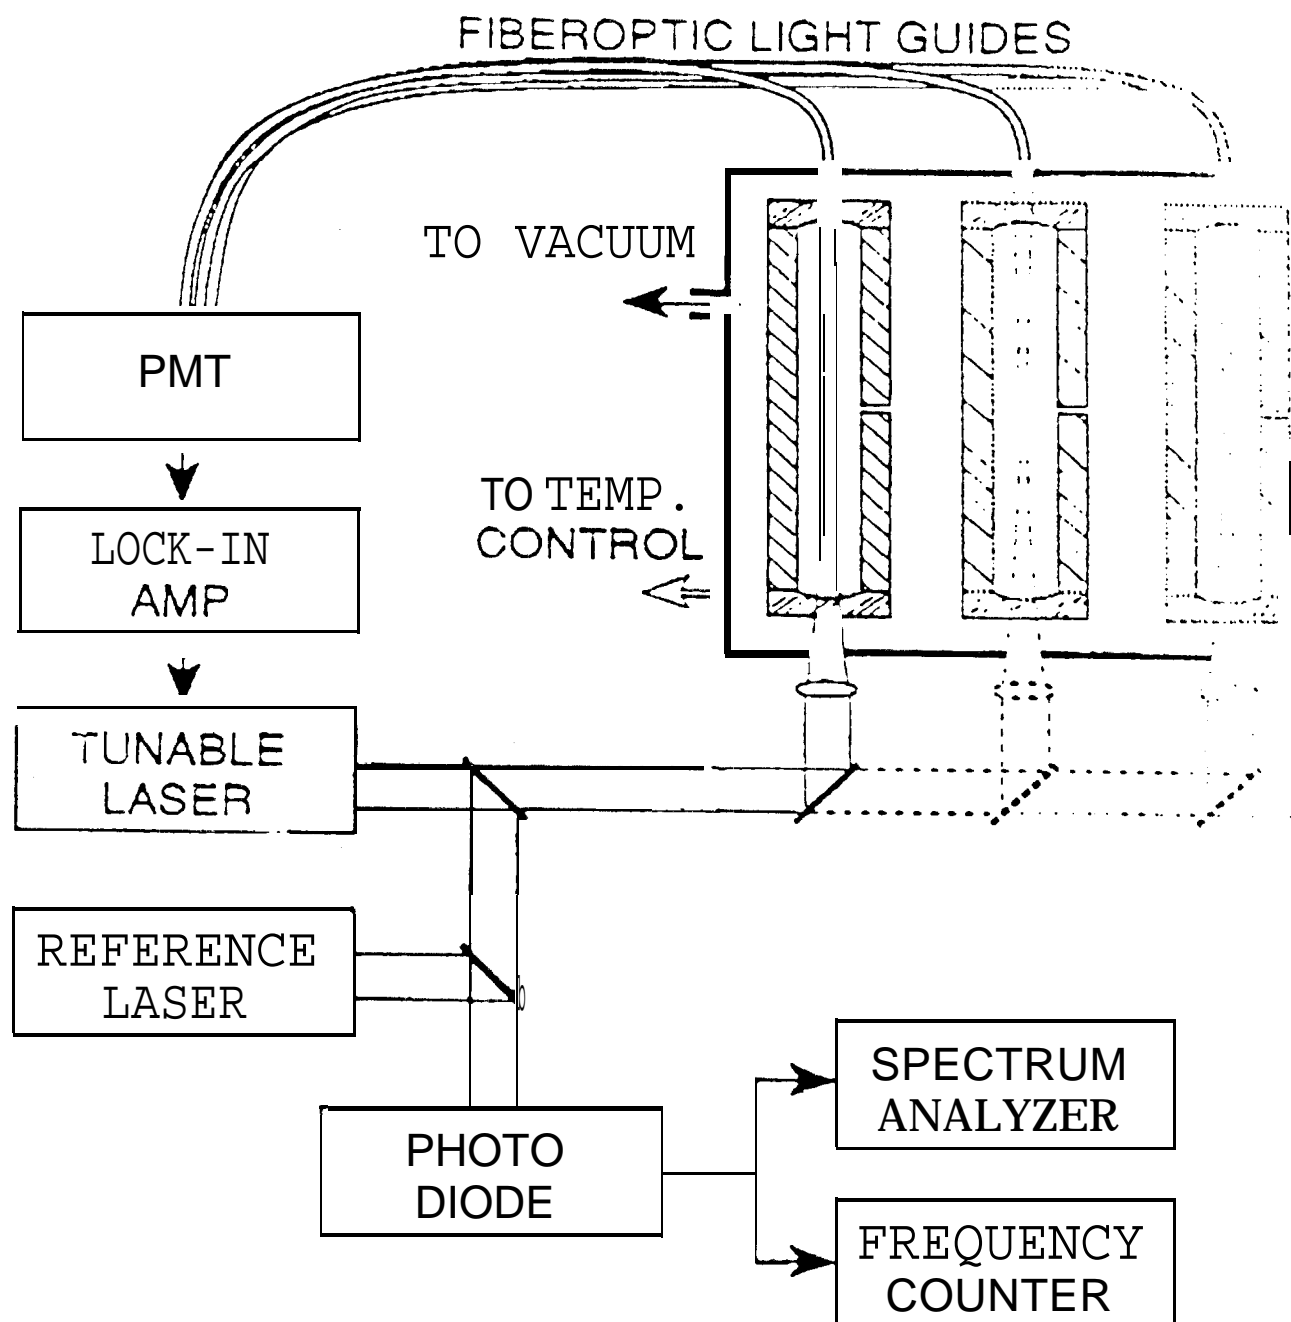 FIBEROPTIC LIGHT GUIDES
TO VACUUM
PMT
TO TEMP.
CONTROL
LOCK-IN
AMP
TUNABLE
LASER
REFERENCE
LASER
SPECTRUM
ANALYZER
PHOTO
DIODE
FREQUENCY
COUNTER